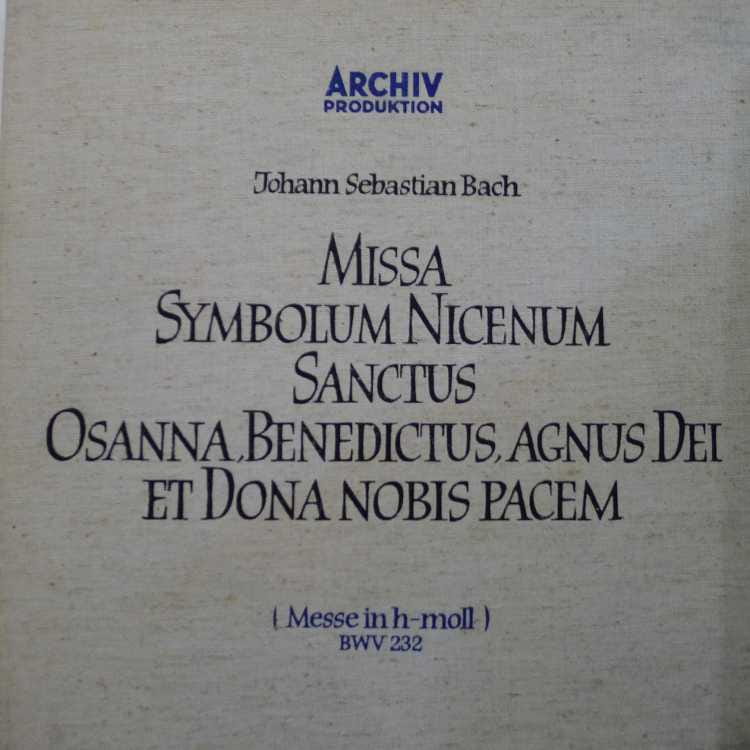 ARCHIV
PRODUKTION
Johann Sebastian Bach
MISSA
SYMBOLUM NICENUM
SANCTUS
OSANNA, BENEDICTUS, AGNUS DEI
ET DONA NOBIS PACEM
( Messe in h-moll )
BWV 232